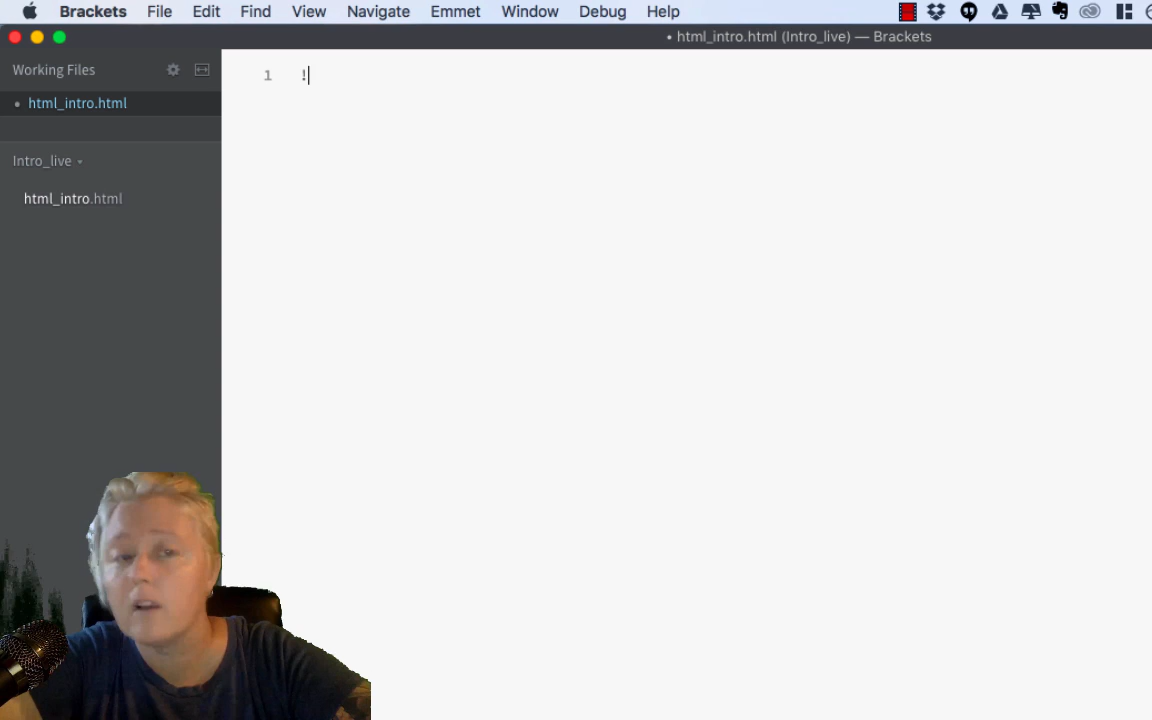 Brackets File Edit Find View Navigate Emmet Window Debug Help
• html_intro.html (Intro_live) — Brackets
Working Files
1 !
• html_intro.html
Intro_live
html_intro.html